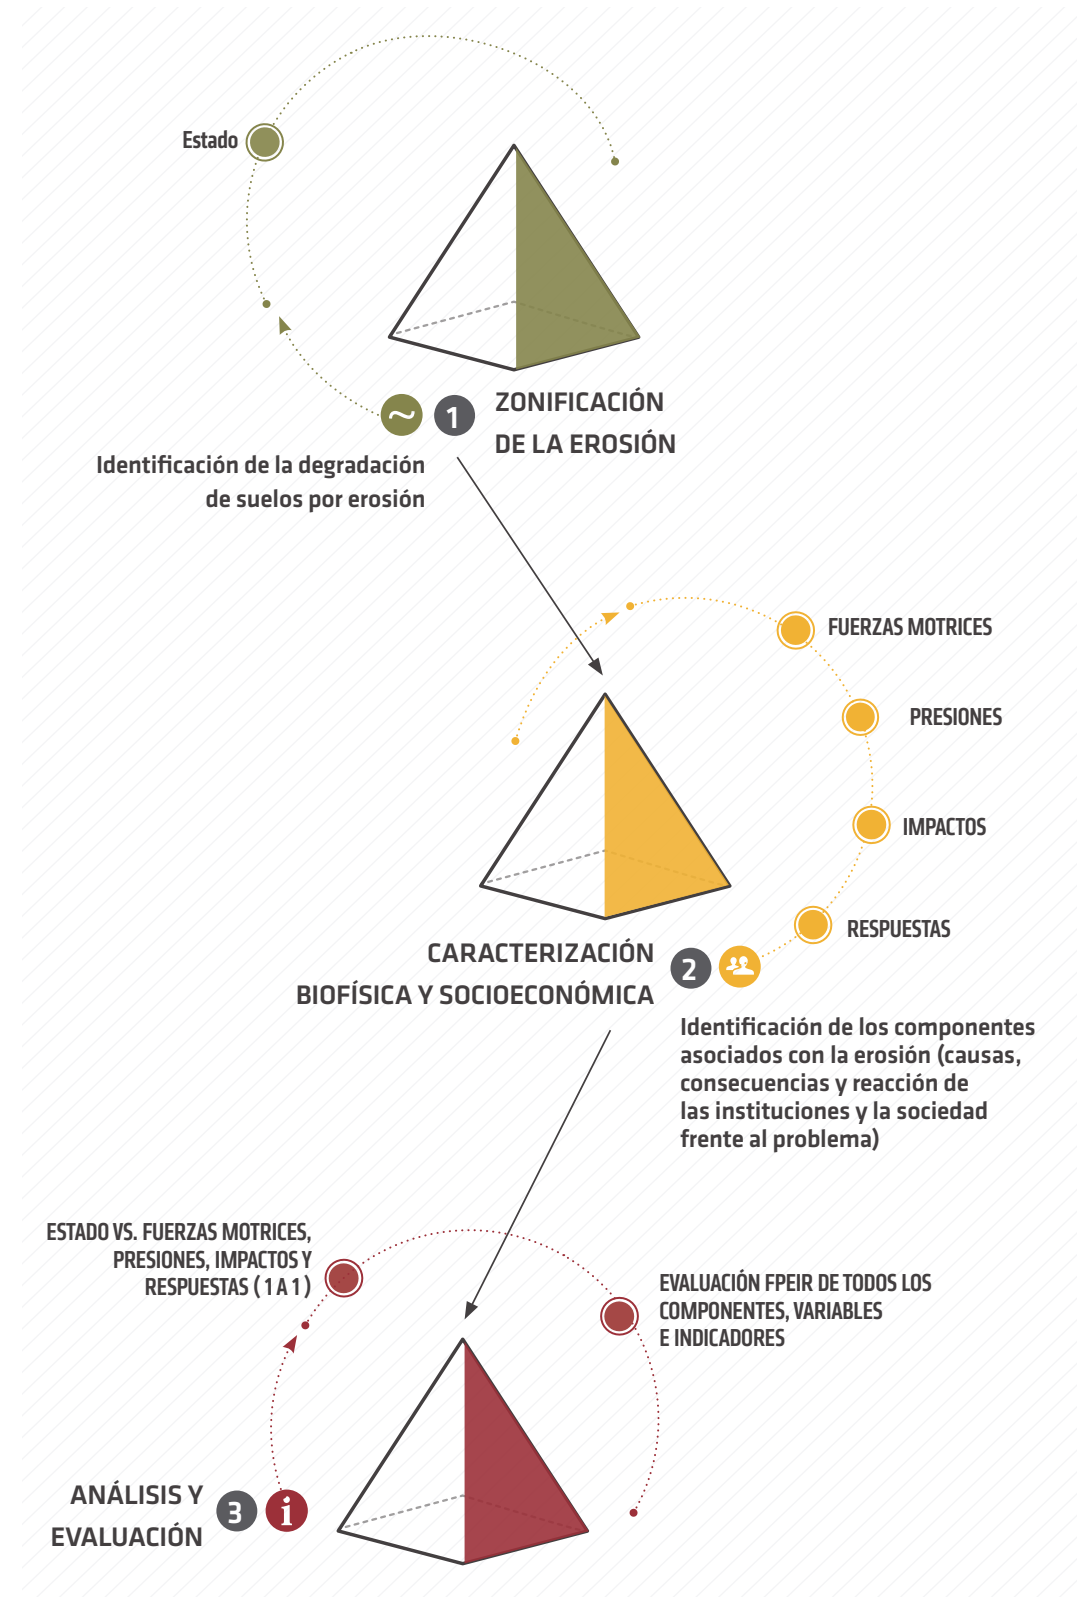 Estado
1
ZONIFICACIÓN
DE LA EROSIÓN
Identificación de la degradación
de suelos por erosión
FUERZAS MOTRICES
PRESIONES
IMPACTOS
RESPUESTAS
CARACTERIZACIÓN
BIOFÍSICA Y SOCIOECONÓMICA
2
Identificación de los componentes
asociados con la erosión (causas,
consecuencias y reacción de
las instituciones y la sociedad
frente al problema)
ESTADO VS. FUERZAS MOTRICES,
PRESIONES, IMPACTOS Y
RESPUESTAS ( 1 A 1 )
EVALUACIÓN FPEIR DE TODOS LOS
COMPONENTES, VARIABLES
E INDICADORES
ANÁLISIS Y
EVALUACIÓN
3
i